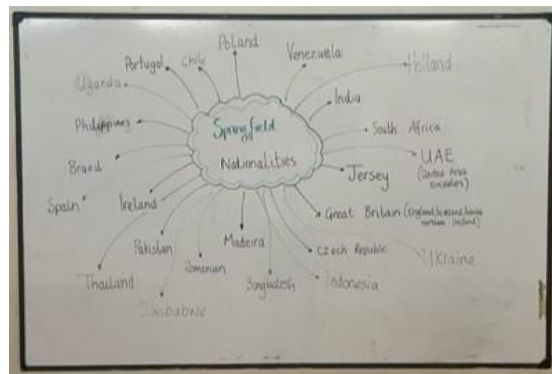 Poland
Venezuela
Holland
Chile
Portugal
Uganda
India
Philippines
Springfield
South Africa
Nationalities
UAE
(United Arab
Emirates)
Brazil
Jersey
Spain
Ireland
Great Britain (England, Scotland,
northern ireland)
Madeira
Pakistan
Czech Republic
Ukraine
Romanian
Thailand
Bangladesh
Indonesia
Zimbabwe